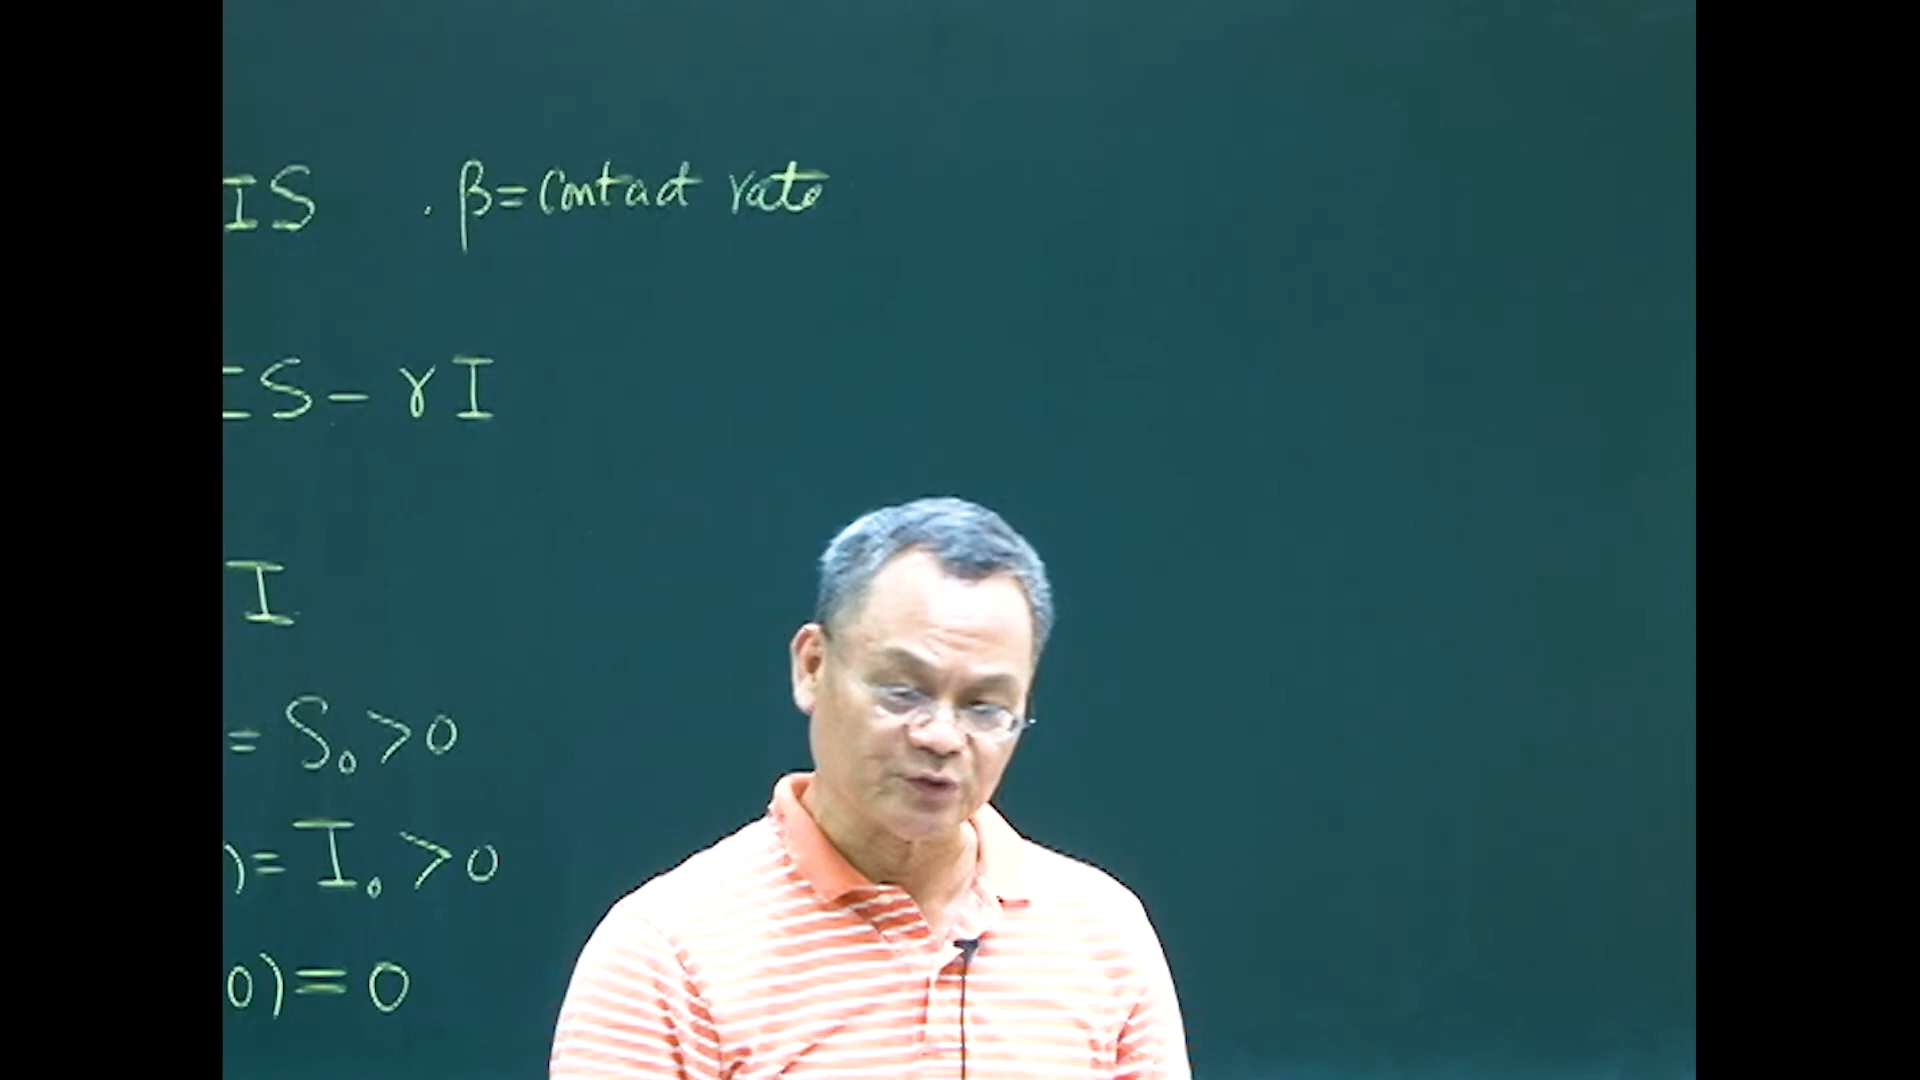 IS . β = Contact rate
IS - γI
I
= S₀ > 0
) = I₀ > 0
0) = 0